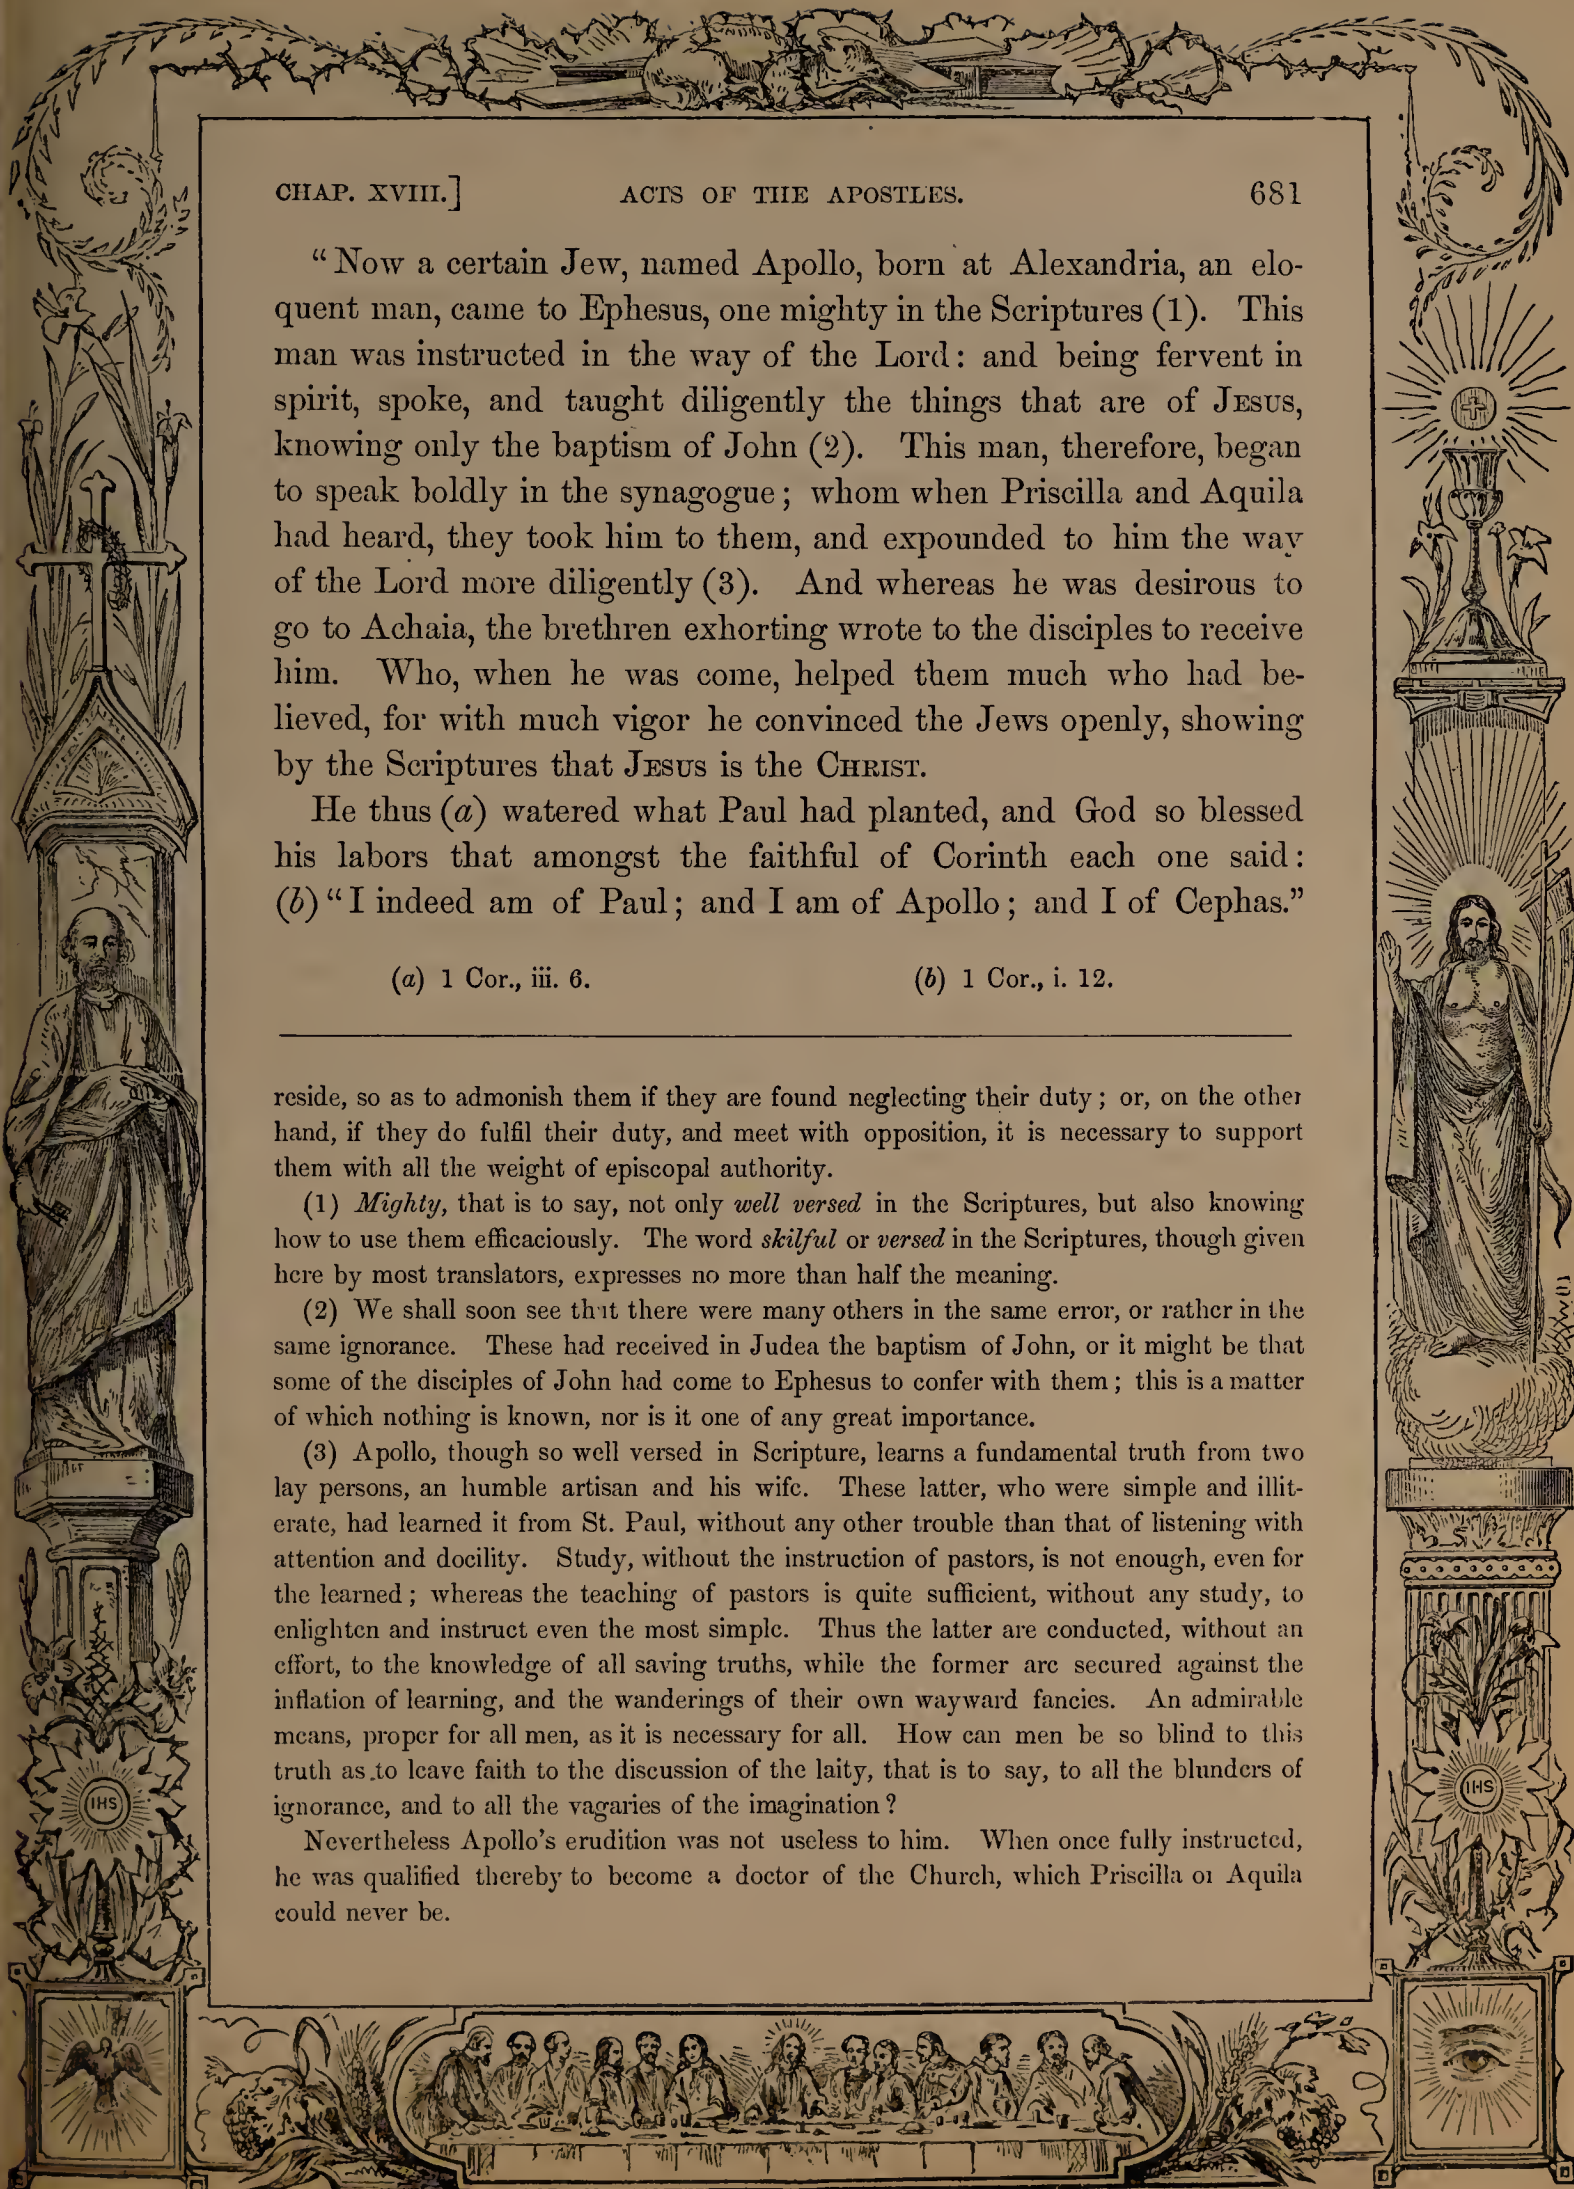 CHAP. XVIII.] ACTS OF THE APOSTLES. 681
“Now a certain Jew, named Apollo, born at Alexandria, an elo-
quent man, came to Ephesus, one mighty in the Scriptures (1). This
man was instructed in the way of the Lord: and being fervent in
spirit, spoke, and taught diligently the things that are of JESUS,
knowing only the baptism of John (2). This man, therefore, began
to speak boldly in the synagogue; whom when Priscilla and Aquila
had heard, they took him to them, and expounded to him the way
of the Lord more diligently (3). And whereas he was desirous to
go to Achaia, the brethren exhorting wrote to the disciples to receive
him. Who, when he was come, helped them much who had be-
lieved, for with much vigor he convinced the Jews openly, showing
by the Scriptures that JESUS is the CHRIST.
He thus (a) watered what Paul had planted, and God so blessed
his labors that amongst the faithful of Corinth each one said:
(b) “I indeed am of Paul; and I am of Apollo; and I of Cephas.”
(a) 1 Cor., iii. 6. (b) 1 Cor., i. 12.
reside, so as to admonish them if they are found neglecting their duty; or, on the other
hand, if they do fulfil their duty, and meet with opposition, it is necessary to support
them with all the weight of episcopal authority.
(1) Mighty, that is to say, not only well versed in the Scriptures, but also knowing
how to use them efficaciously. The word skilful or versed in the Scriptures, though given
here by most translators, expresses no more than half the meaning.
(2) We shall soon see that there were many others in the same error, or rather in the
same ignorance. These had received in Judea the baptism of John, or it might be that
some of the disciples of John had come to Ephesus to confer with them; this is a matter
of which nothing is known, nor is it one of any great importance.
(3) Apollo, though so well versed in Scripture, learns a fundamental truth from two
lay persons, an humble artisan and his wife. These latter, who were simple and illit-
erate, had learned it from St. Paul, without any other trouble than that of listening with
attention and docility. Study, without the instruction of pastors, is not enough, even for
the learned; whereas the teaching of pastors is quite sufficient, without any study, to
enlighten and instruct even the most simple. Thus the latter are conducted, without an
effort, to the knowledge of all saving truths, while the former are secured against the
inflation of learning, and the wanderings of their own wayward fancies. An admirable
means, proper for all men, as it is necessary for all. How can men be so blind to this
truth as to leave faith to the discussion of the laity, that is to say, to all the blunders of
ignorance, and to all the vagaries of the imagination?
Nevertheless Apollo’s erudition was not useless to him. When once fully instructed,
he was qualified thereby to become a doctor of the Church, which Priscilla or Aquila
could never be.
IHS
IHS